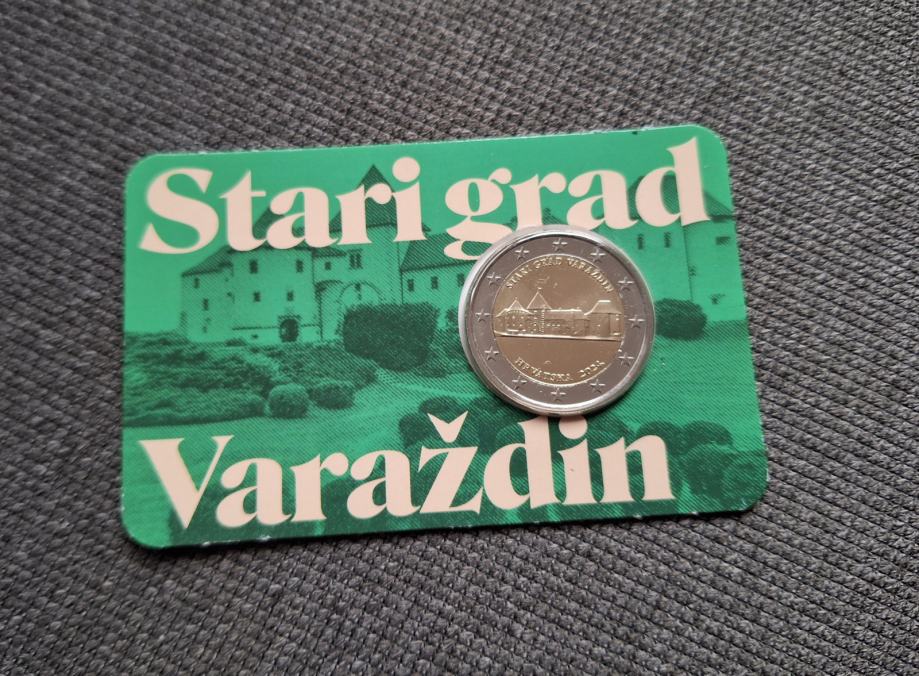 Stari grad
STARI GRAD VARAŽDIN
HRVATSKA 2024
Varaždin